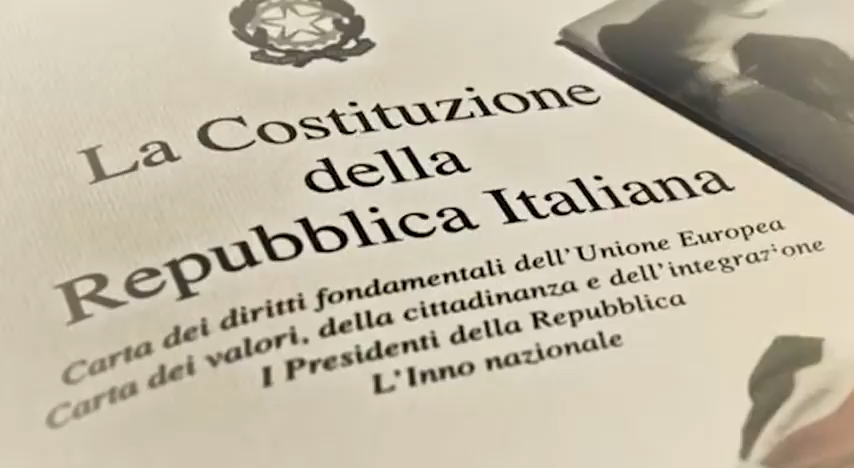 La Costituzione
della
Repubblica Italiana
Carta dei diritti fondamentali dell'Unione Europea
Carta dei valori, della cittadinanza e dell'integrazione
I Presidenti della Repubblica
L'Inno nazionale